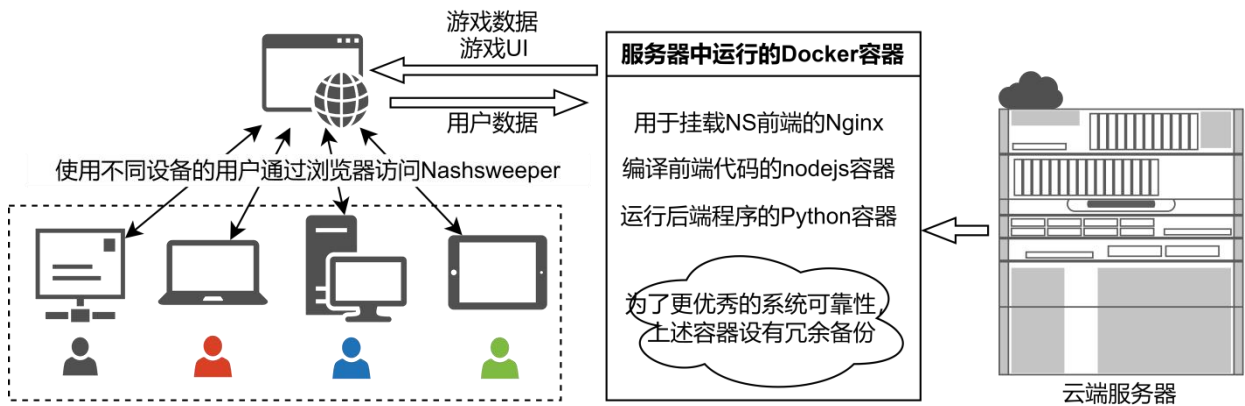 游戏数据
游戏UI
用户数据
使用不同设备的用户通过浏览器访问Nashsweeper
服务器中运行的Docker容器
用于挂载NS前端的Nginx
编译前端代码的nodejs容器
运行后端程序的Python容器
为了更优秀的系统可靠性,
上述容器设有冗余备份
云端服务器